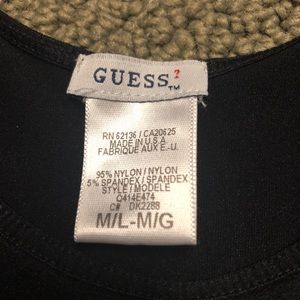 GUESS?
TM
RN 62136 / CA20625
MADE IN U.S.A
FABRIQUE AUX E.-U.
95% NYLON / NYLON
5% SPANDEX / SPANDEX
STYLE / MODELE
Q414E474
C# DK2288
M/L-M/G